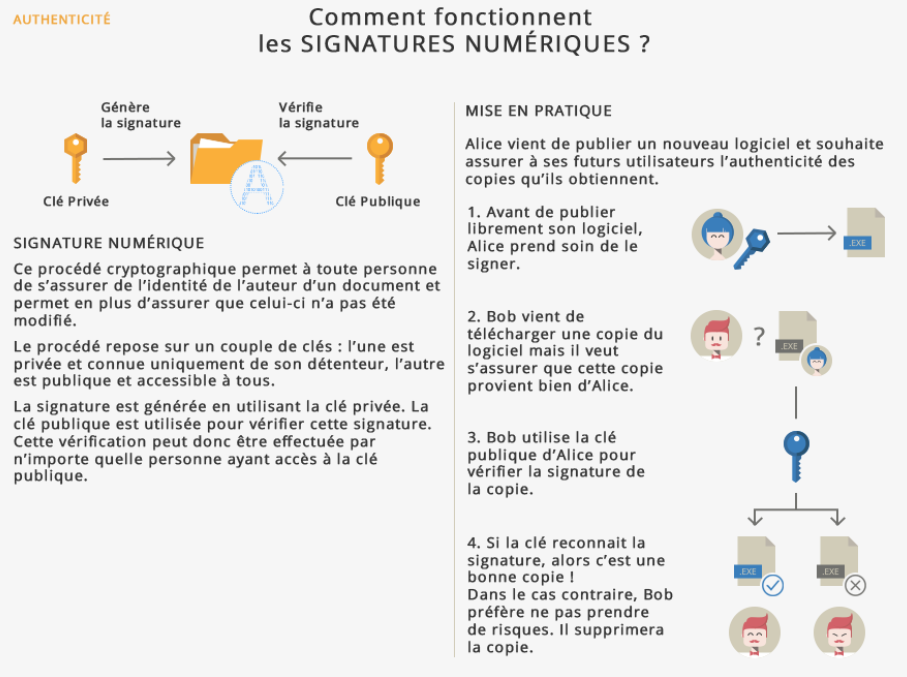 AUTHENTICITÉ
Comment fonctionnent
les SIGNATURES NUMÉRIQUES ?
Génère
la signature
Vérifie
la signature
A
Clé Privée
Clé Publique
SIGNATURE NUMÉRIQUE
Ce procédé cryptographique permet à toute personne
de s'assurer de l'identité de l'auteur d'un document et
permet en plus d'assurer que celui-ci n'a pas été
modifié.
Le procédé repose sur un couple de clés : l'une est
privée et connue uniquement de son détenteur, l'autre
est publique et accessible à tous.
La signature est générée en utilisant la clé privée. La
clé publique est utilisée pour vérifier cette signature.
Cette vérification peut donc être effectuée par
n'importe quelle personne ayant accès à la clé
publique.
MISE EN PRATIQUE
Alice vient de publier un nouveau logiciel et souhaite
assurer à ses futurs utilisateurs l'authenticité des
copies qu'ils obtiennent.
1. Avant de publier
librement son logiciel,
Alice prend soin de le
signer.
.EXE
2. Bob vient de
télécharger une copie du
logiciel mais il veut
s'assurer que cette copie
provient bien d'Alice.
?
.EXE
3. Bob utilise la clé
publique d'Alice pour
vérifier la signature de
la copie.
4. Si la clé reconnait la
signature, alors c'est une
bonne copie !
Dans le cas contraire, Bob
préfère ne pas prendre
de risques. Il supprimera
la copie.
.EXE
.EXE